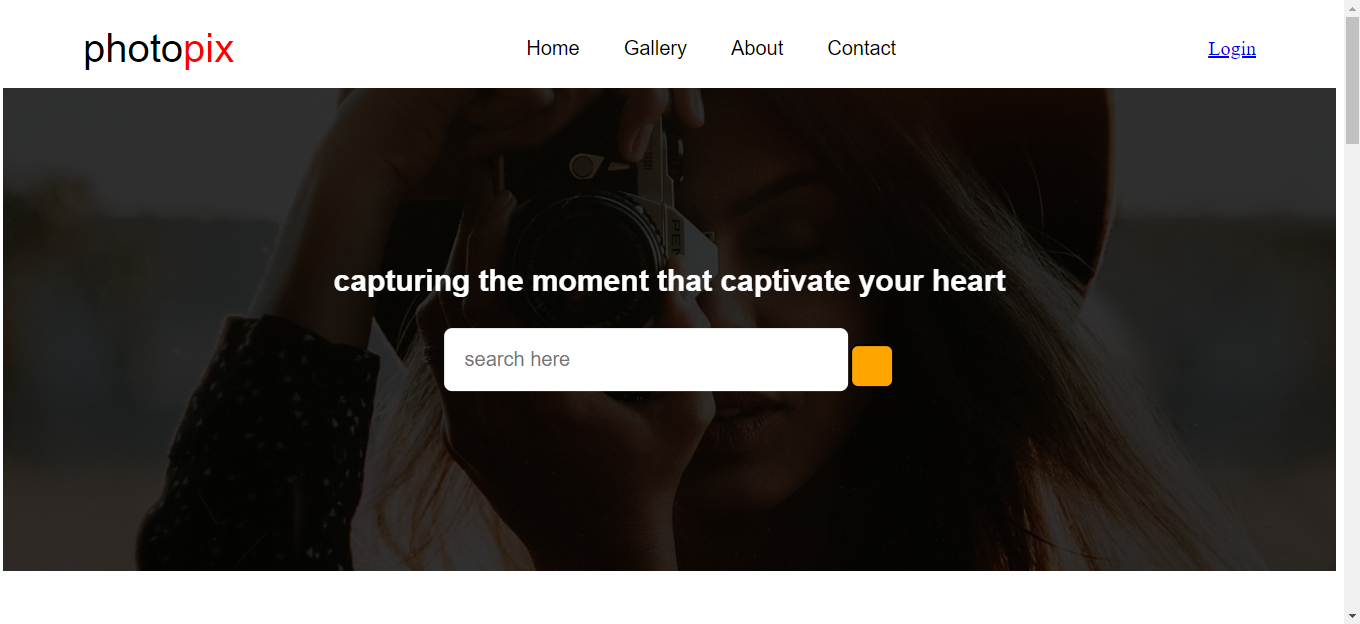 photopix
Home Gallery About Contact
Login
capturing the moment that captivate your heart
search here